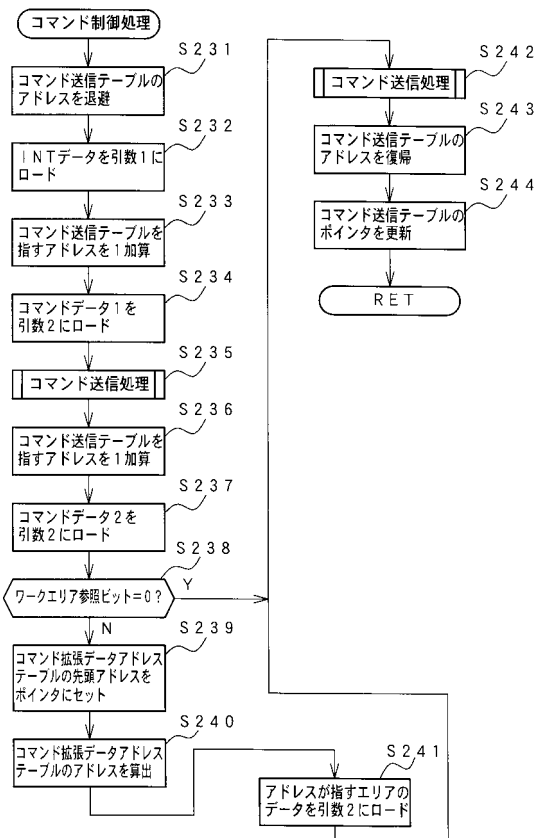 コマンド制御処理
S231
コマンド送信テーブルの
アドレスを退避
S232
INTデータを引数1に
ロード
S233
コマンド送信テーブルを
指すアドレスを1加算
S234
コマンドデータ1を
引数2にロード
S235
コマンド送信処理
S236
コマンド送信テーブルを
指すアドレスを1加算
S237
コマンドデータ2を
引数2にロード
S238
ワークエリア参照ビット=0?
Y
N
S239
コマンド拡張データアドレス
テーブルの先頭アドレスを
ポインタにセット
S240
コマンド拡張データアドレス
テーブルのアドレスを算出
S241
アドレスが指すエリアの
データを引数2にロード
S242
コマンド送信処理
S243
コマンド送信テーブルの
アドレスを復帰
S244
コマンド送信テーブルの
ポインタを更新
RET